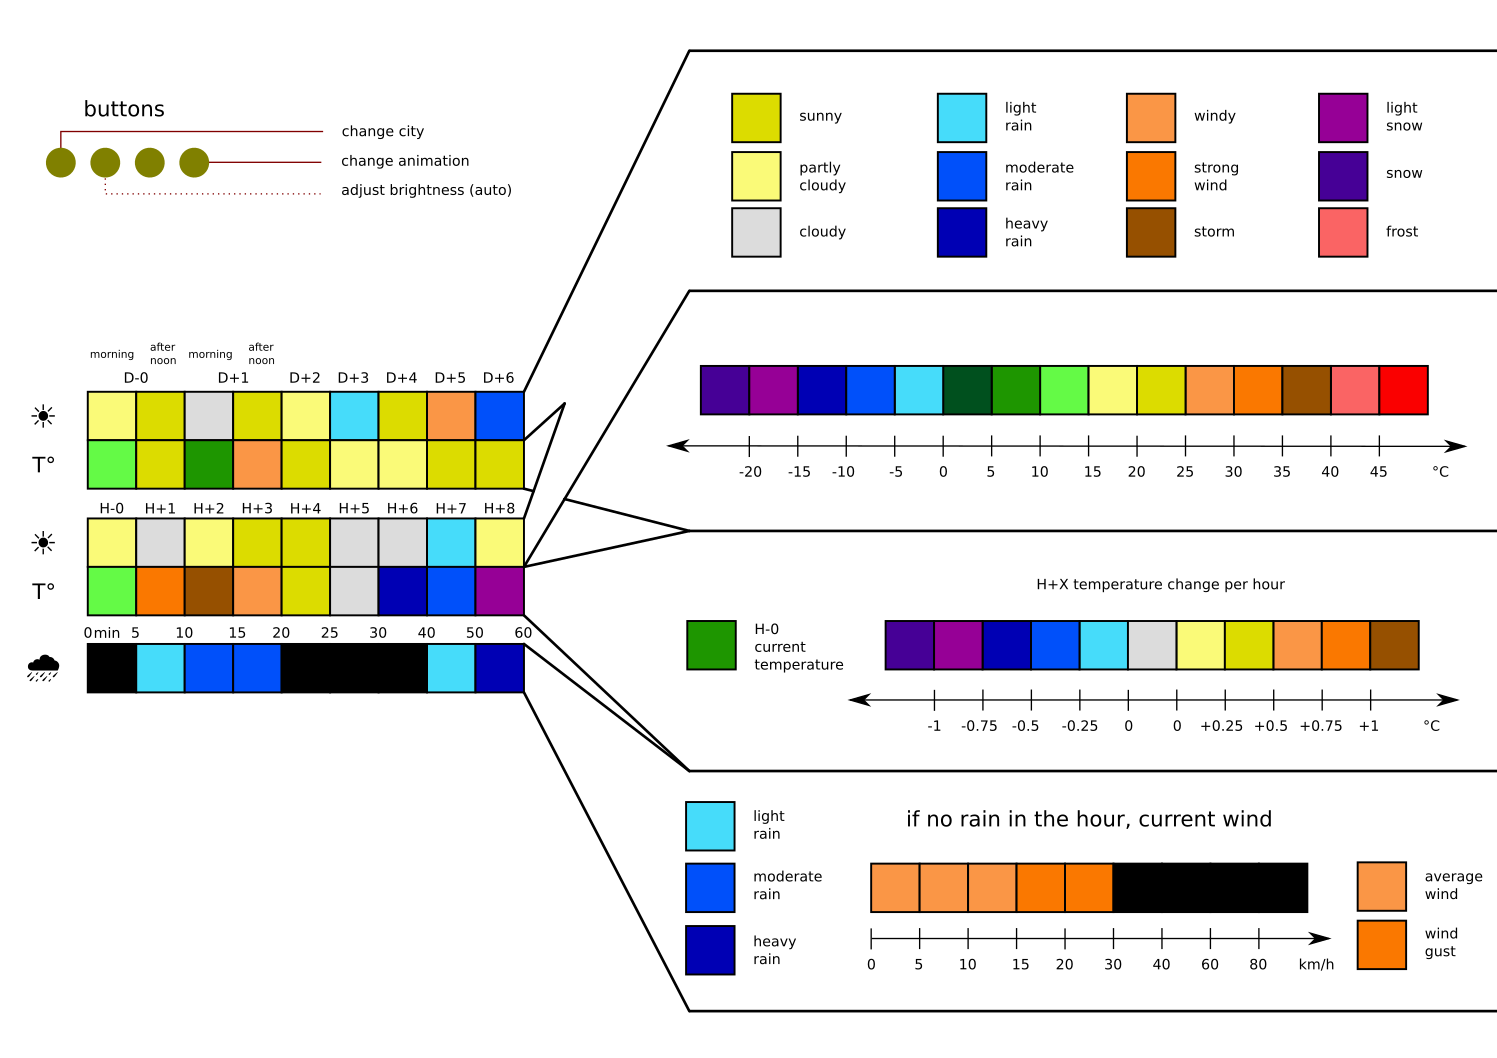 buttons
change city
change animation
adjust brightness (auto)
sunny
partly
cloudy
cloudy
light
rain
moderate
rain
heavy
rain
windy
strong
wind
storm
light
snow
snow
frost
morning
after
noon
morning
after
noon
D-0
D+1
D+2
D+3
D+4
D+5
D+6
T°
H-0
H+1
H+2
H+3
H+4
H+5
H+6
H+7
H+8
T°
0min 5 10 15 20 25 30 40 50 60
-20 -15 -10 -5 0 5 10 15 20 25 30 35 40 45 °C
H+X temperature change per hour
H-0
current
temperature
-1 -0.75 -0.5 -0.25 0 0 +0.25 +0.5 +0.75 +1 °C
light
rain
moderate
rain
heavy
rain
if no rain in the hour, current wind
0 5 10 15 20 30 40 60 80 km/h
average
wind
wind
gust